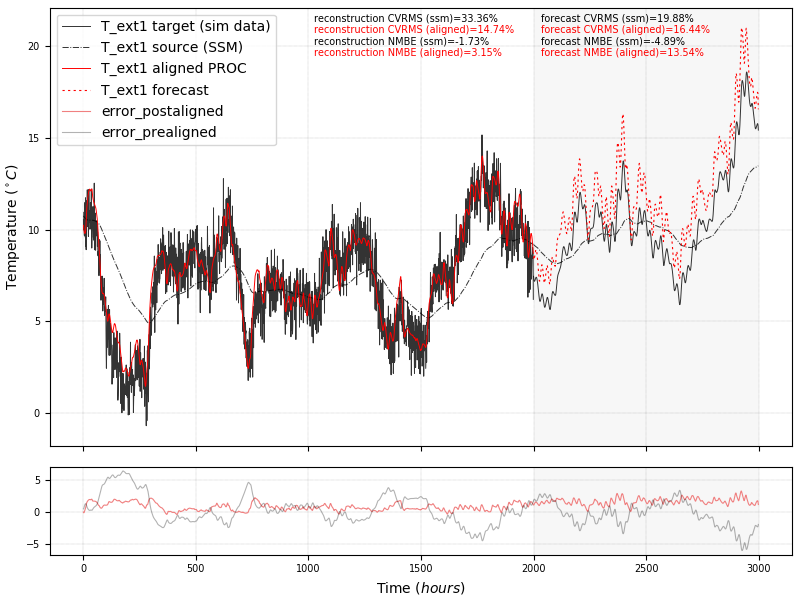 T_ext1 target (sim data)
T_ext1 source (SSM)
T_ext1 aligned PROC
T_ext1 forecast
error_postaligned
error_prealigned
reconstruction CVRMS (ssm)=33.36%
reconstruction CVRMS (aligned)=14.74%
reconstruction NMBE (ssm)=-1.73%
reconstruction NMBE (aligned)=3.15%
forecast CVRMS (ssm)=19.88%
forecast CVRMS (aligned)=16.44%
forecast NMBE (ssm)=-4.89%
forecast NMBE (aligned)=13.54%
Temperature (°C)
20
15
10
5
0
5
0
−5
0
500
1000
1500
2000
2500
3000
Time (hours)